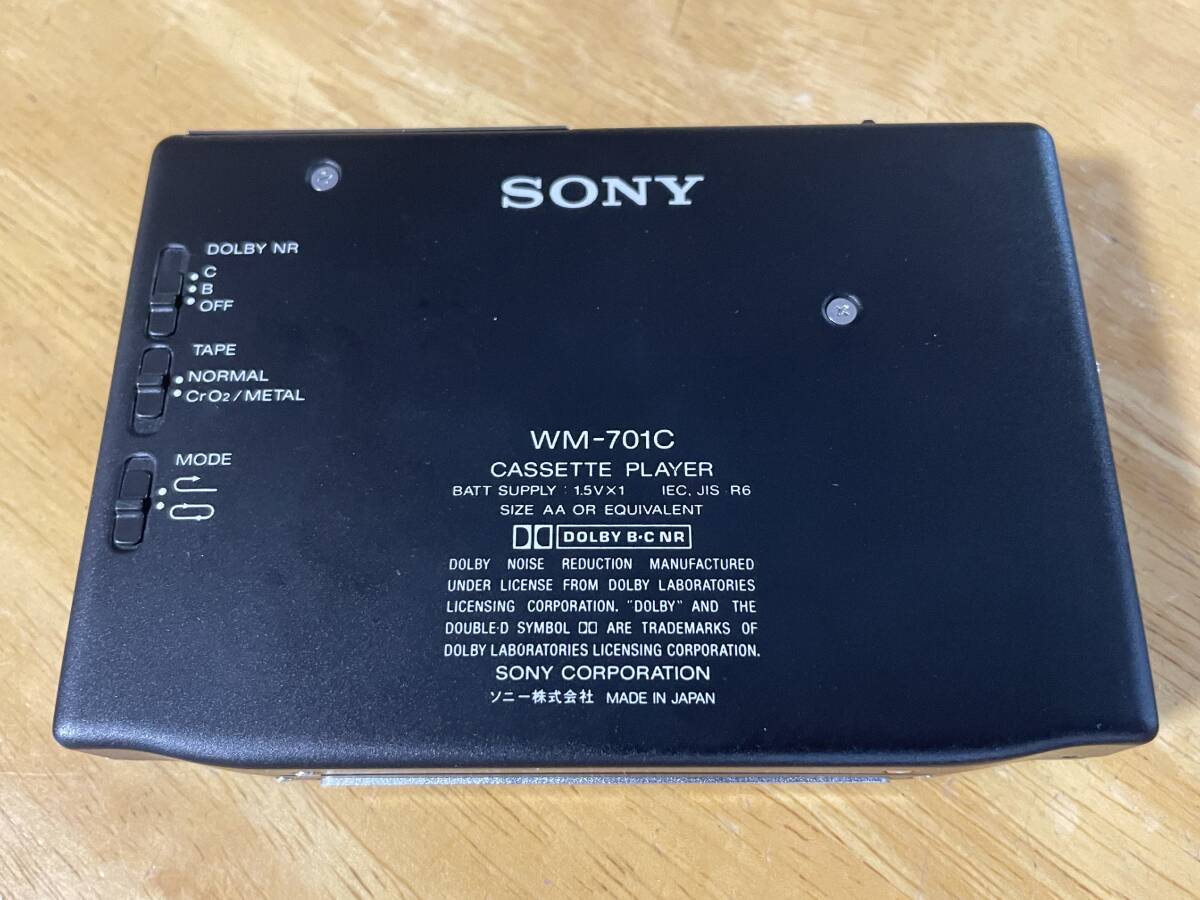 SONY
DOLBY NR
C
B
OFF
TAPE
NORMAL
CrO2/METAL
MODE
WM-701C
CASSETTE PLAYER
BATT SUPPLY : 1.5V×1 IEC, JIS R6
SIZE AA OR EQUIVALENT
DOLBY B·C NR
DOLBY NOISE REDUCTION MANUFACTURED
UNDER LICENSE FROM DOLBY LABORATORIES
LICENSING CORPORATION. "DOLBY" AND THE
DOUBLE-D SYMBOL ARE TRADEMARKS OF
DOLBY LABORATORIES LICENSING CORPORATION.
SONY CORPORATION
ソニー株式会社 MADE IN JAPAN